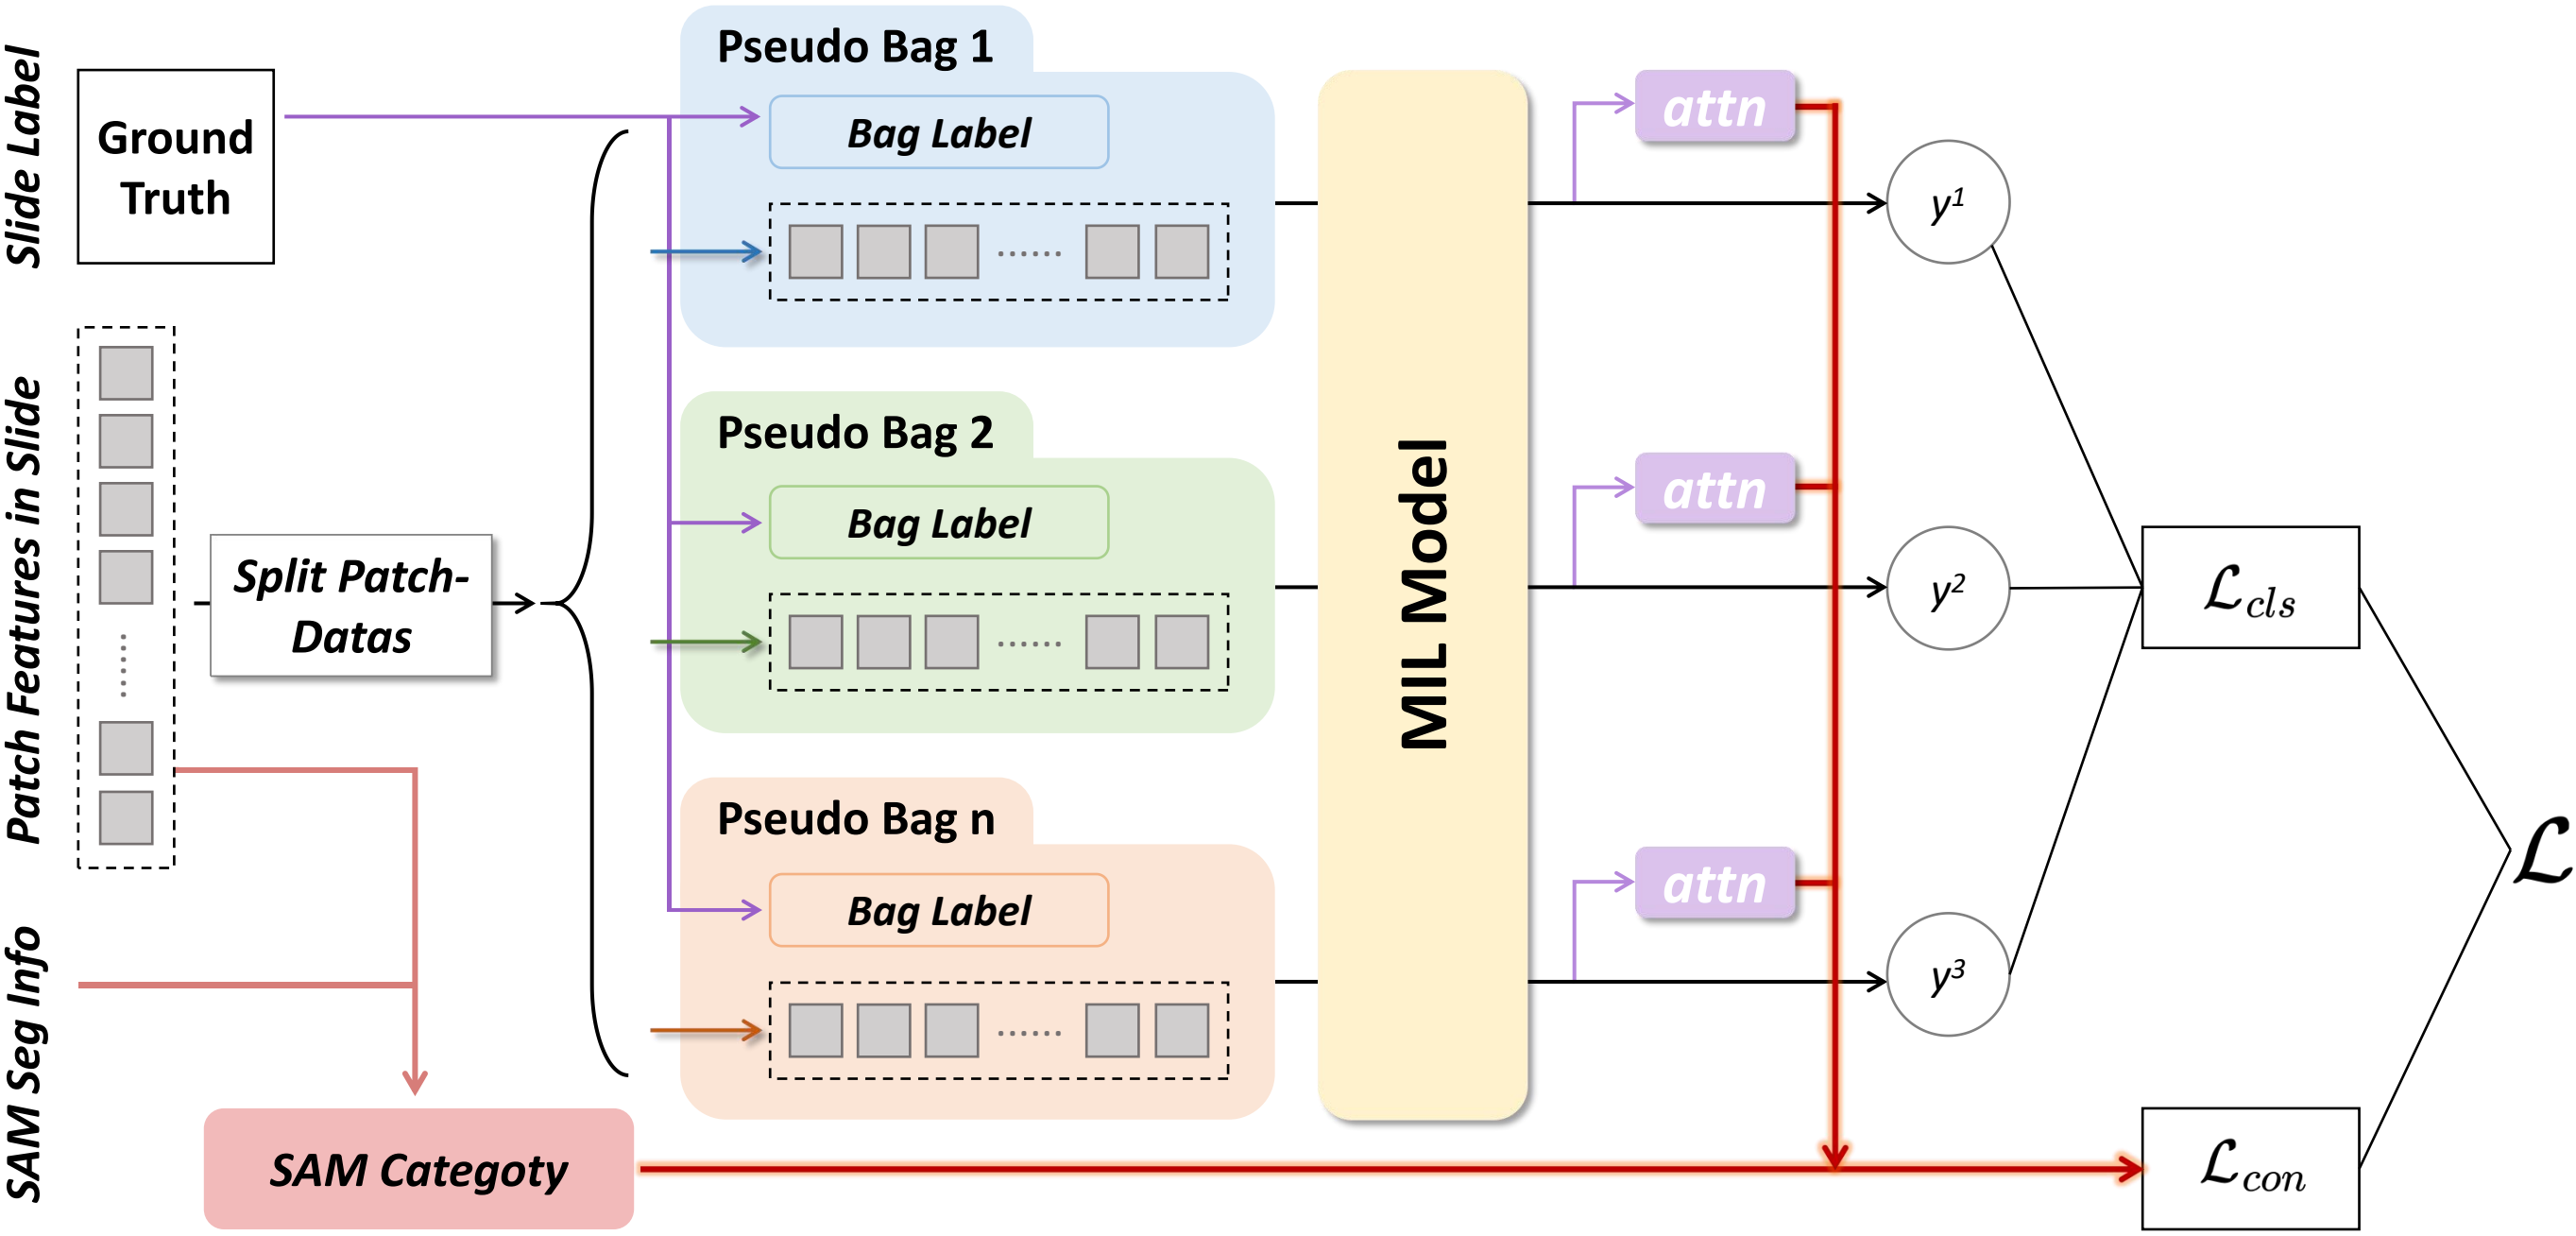 Slide Label
Ground
Truth
Patch Features in Slide
Split Patch-
Datas
SAM Seg Info
SAM Categoty
Pseudo Bag 1
Bag Label
......
Pseudo Bag 2
Bag Label
......
Pseudo Bag n
Bag Label
......
MIL Model
attn
y¹
attn
y²
attn
y³
ℒcls
ℒcon
ℒ